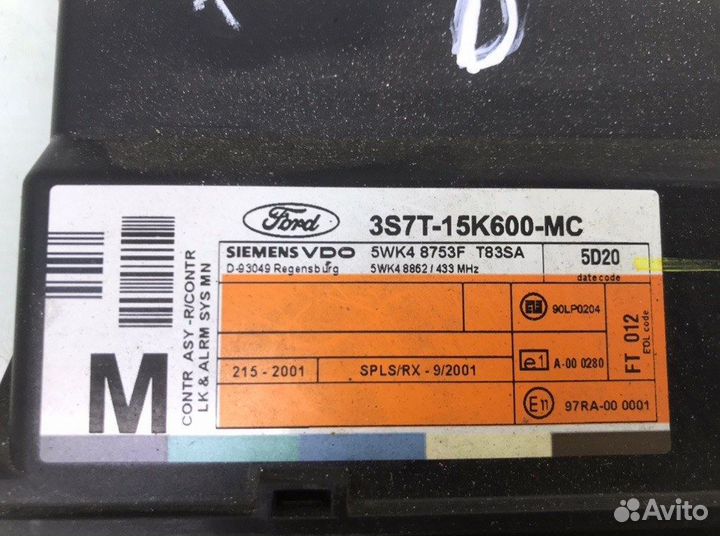 Ford
3S7T-15K600-MC
SIEMENS VDO
D-93049 Regensburg
5WK4 8753F T83SA
5WK4 8862 / 433 MHz
5D20
date code
90LP0204
e1
A-00 0280
E11
97RA-00 0001
215 - 2001
SPLS/RX - 9/2001
FT 012
E'OL code
M
CONTR ASY -R/CONTR
LK & ALRM SYS MN
Avito